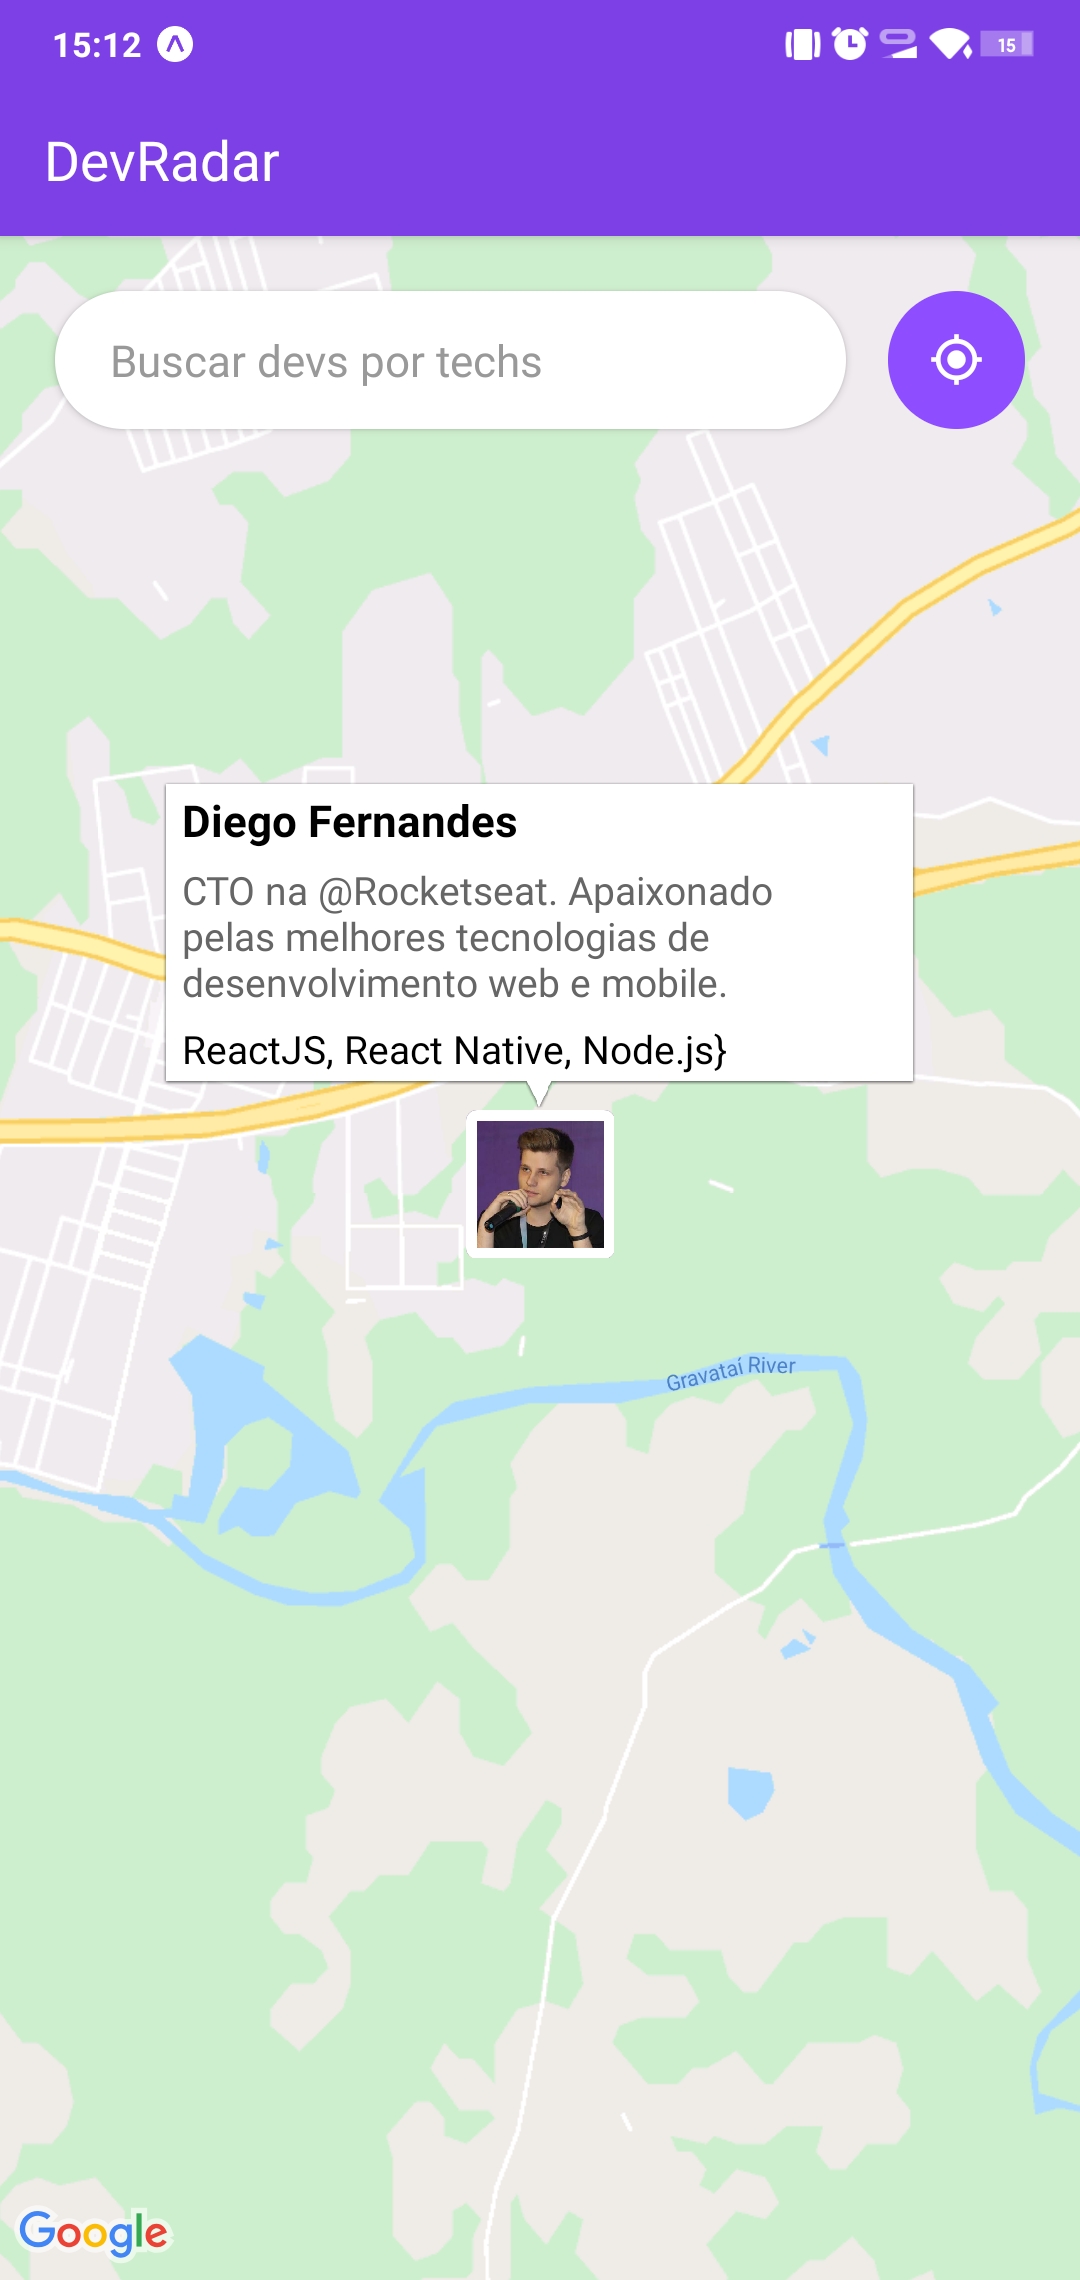 15:12
15
DevRadar
Buscar devs por techs
Diego Fernandes
CTO na @Rocketseat. Apaixonado
pelas melhores tecnologias de
desenvolvimento web e mobile.
ReactJS, React Native, Node.js}
Gravataí River
Google